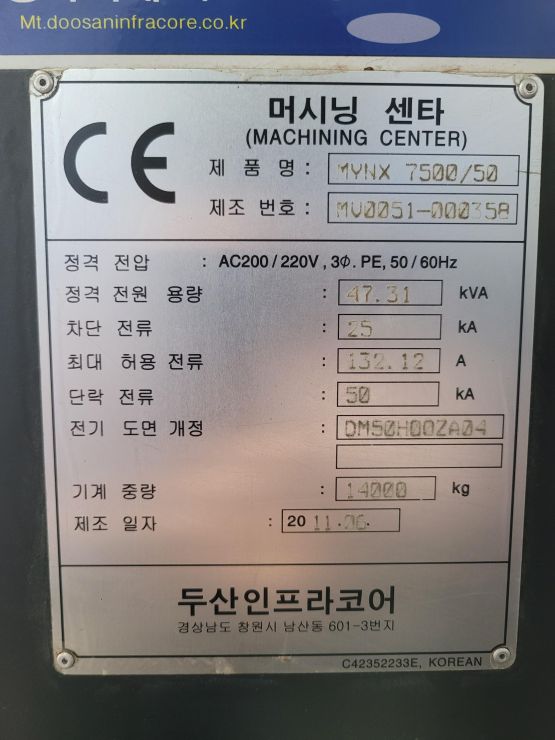 Mt.doosaninfracore.co.kr
CE
머시닝 센타
(MACHINING CENTER)
제 품 명 : MYNX 7500/50
제조 번호 : MV0051-000358
정격 전압 : AC200/220V, 3Φ. PE, 50/60Hz
정격 전원 용량 : 47.31 kVA
차단 전류 : 25 kA
최대 허용 전류 : 132.12 A
단락 전류 : 50 kA
전기 도면 개정 : DM50H00ZA04
기계 중량 : 14000 kg
제조 일자 : 20 11.06.
두산인프라코어
경상남도 창원시 남산동 601-3번지
C42352233E, KOREAN